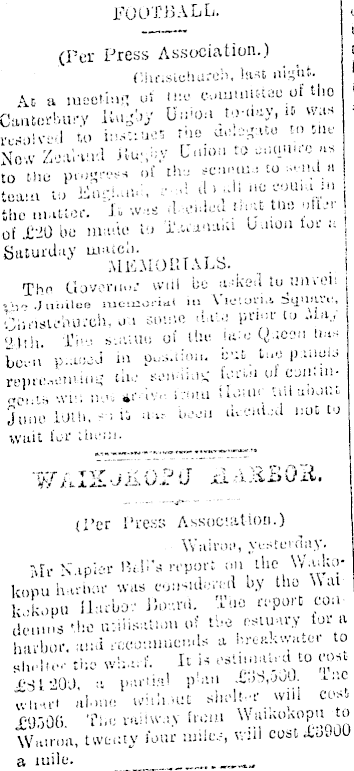 FOOTBALL.
(Per Press Association.)
Christchurch, last night.
At a meeting of the committee of the
Canterbury Rugby Union to-day, it was
resolved to instruct the delegate to the
New Zealand Rugby Union to enquire as
to the progress of the scheme to send a
team to England, and do all he could in
the matter. It was decided that the offer
of £20 be made to Taranaki Union for a
Saturday match.
MEMORIALS.
The Governor will be asked to unveil
the Jubilee memorial in Victoria Square,
Christchurch, on some date prior to May
24th. The statue of the late Queen has
been placed in position, but the panels
representing the sending forth of contin-
gents will not arrive from Home till about
June 10th, so it has been decided not to
wait for them.
WAIKOKOPU HARBOR.
(Per Press Association.)
Wairoa, yesterday.
Mr Napier Bell's report on the Waiko-
kopu harbor was considered by the Wai
kokopu Harbor Board. The report con
demns the utilisation of the estuary for a
harbor, and recommends a breakwater to
shelter the wharf. It is estimated to cost
£84 200, a partial plan £38,500. The
wharf alone without shelter will cost
£9506. The railway from Waikokopu to
Wairoa, twenty four miles, will cost £3900
a mile.